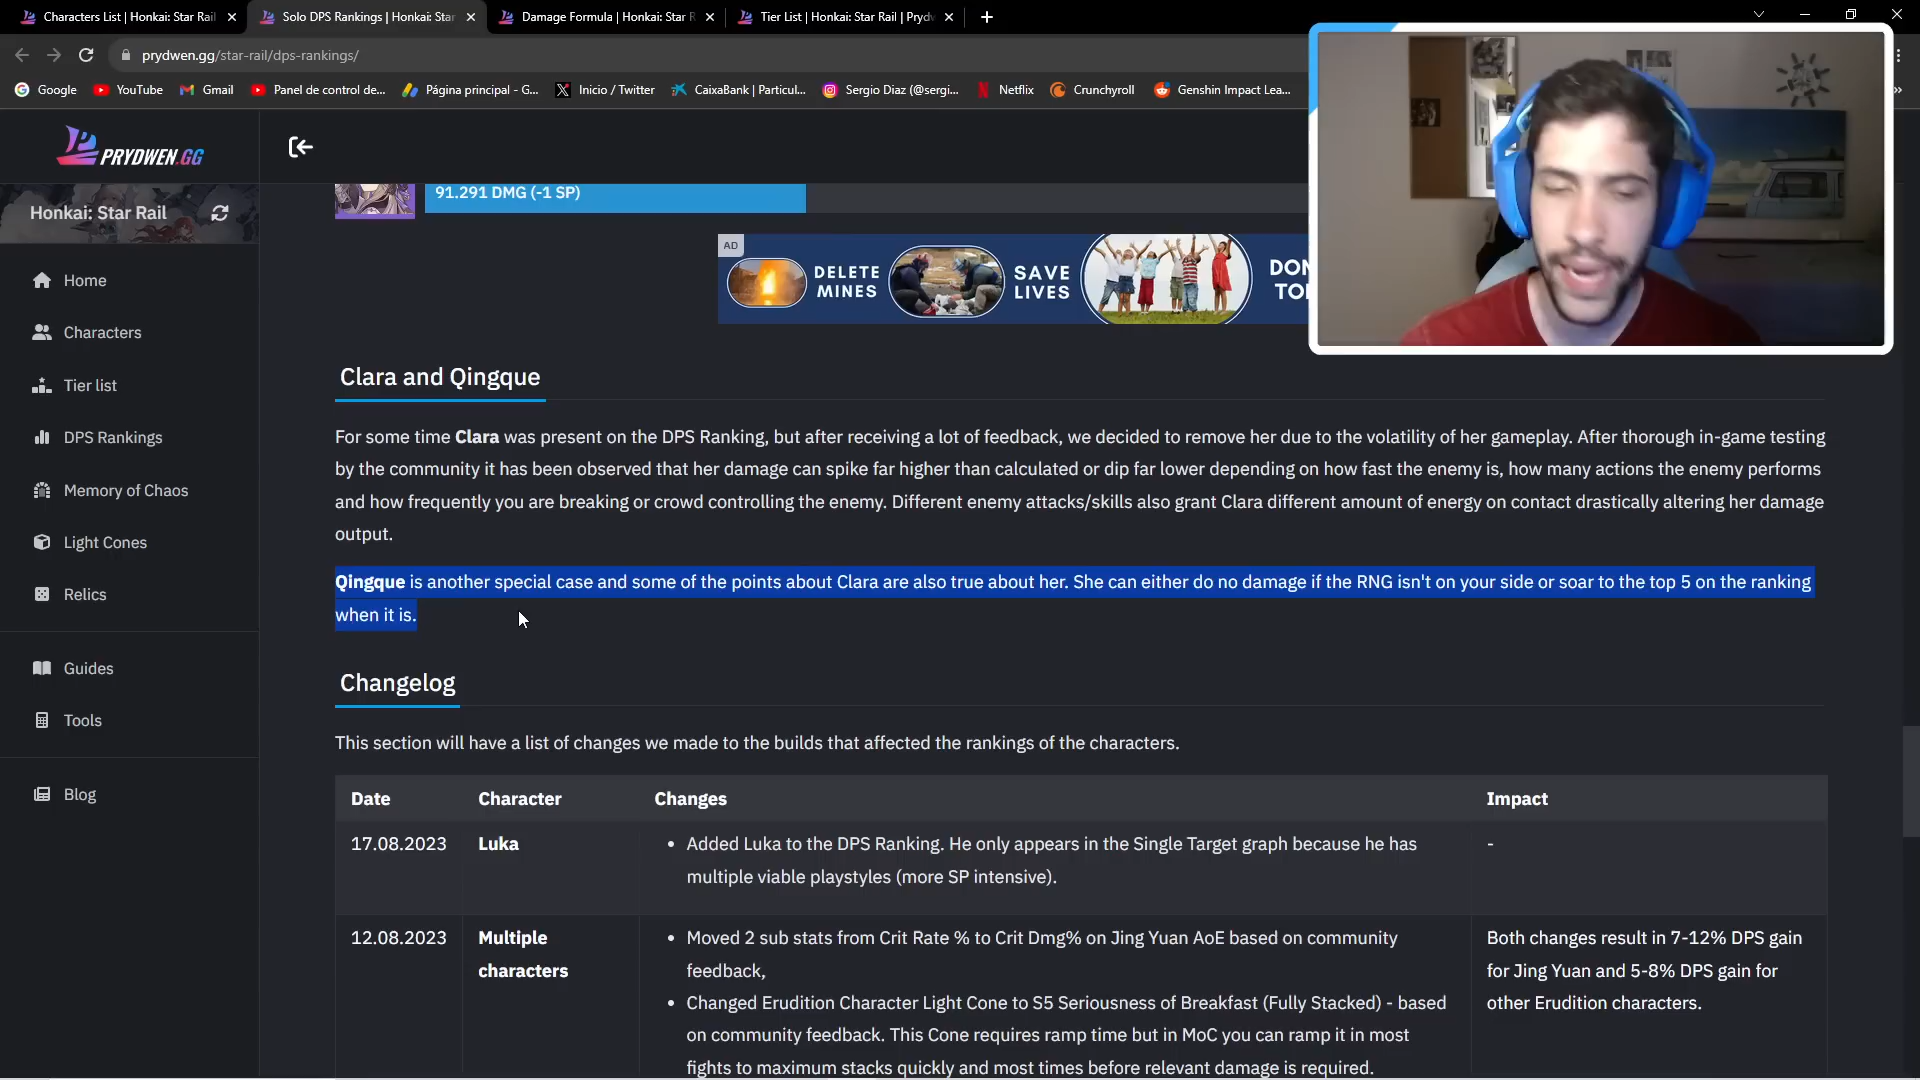 Characters List | Honkai: Star Rail
Solo DPS Rankings | Honkai: Star
Damage Formula | Honkai: Star R
Tier List | Honkai: Star Rail | Prydw
prydwen.gg/star-rail/dps-rankings/
Google YouTube Gmail Panel de control de... Página principal - G... Inicio / Twitter CaixaBank | Particul... Sergio Diaz (@sergi... Netflix Crunchyroll Genshin Impact Lea...
PRYDWEN.GG
Honkai: Star Rail
Home
Characters
Tier list
DPS Rankings
Memory of Chaos
Light Cones
Relics
Guides
Tools
Blog
91.291 DMG (-1 SP)
AD
DELETE
MINES
SAVE
LIVES
Clara and Qingque
For some time Clara was present on the DPS Ranking, but after receiving a lot of feedback, we decided to remove her due to the volatility of her gameplay. After thorough in-game testing
by the community it has been observed that her damage can spike far higher than calculated or dip far lower depending on how fast the enemy is, how many actions the enemy performs
and how frequently you are breaking or crowd controlling the enemy. Different enemy attacks/skills also grant Clara different amount of energy on contact drastically altering her damage
output.
Qingque is another special case and some of the points about Clara are also true about her. She can either do no damage if the RNG isn't on your side or soar to the top 5 on the ranking
when it is.
Changelog
This section will have a list of changes we made to the builds that affected the rankings of the characters.
Date Character Changes Impact
17.08.2023 Luka • Added Luka to the DPS Ranking. He only appears in the Single Target graph because he has -
multiple viable playstyles (more SP intensive).
12.08.2023 Multiple • Moved 2 sub stats from Crit Rate % to Crit Dmg% on Jing Yuan AoE based on community Both changes result in 7-12% DPS gain
characters feedback, for Jing Yuan and 5-8% DPS gain for
• Changed Erudition Character Light Cone to S5 Seriousness of Breakfast (Fully Stacked) - based other Erudition characters.
on community feedback. This Cone requires ramp time but in MoC you can ramp it in most
fights to maximum stacks quickly and most times before relevant damage is required.